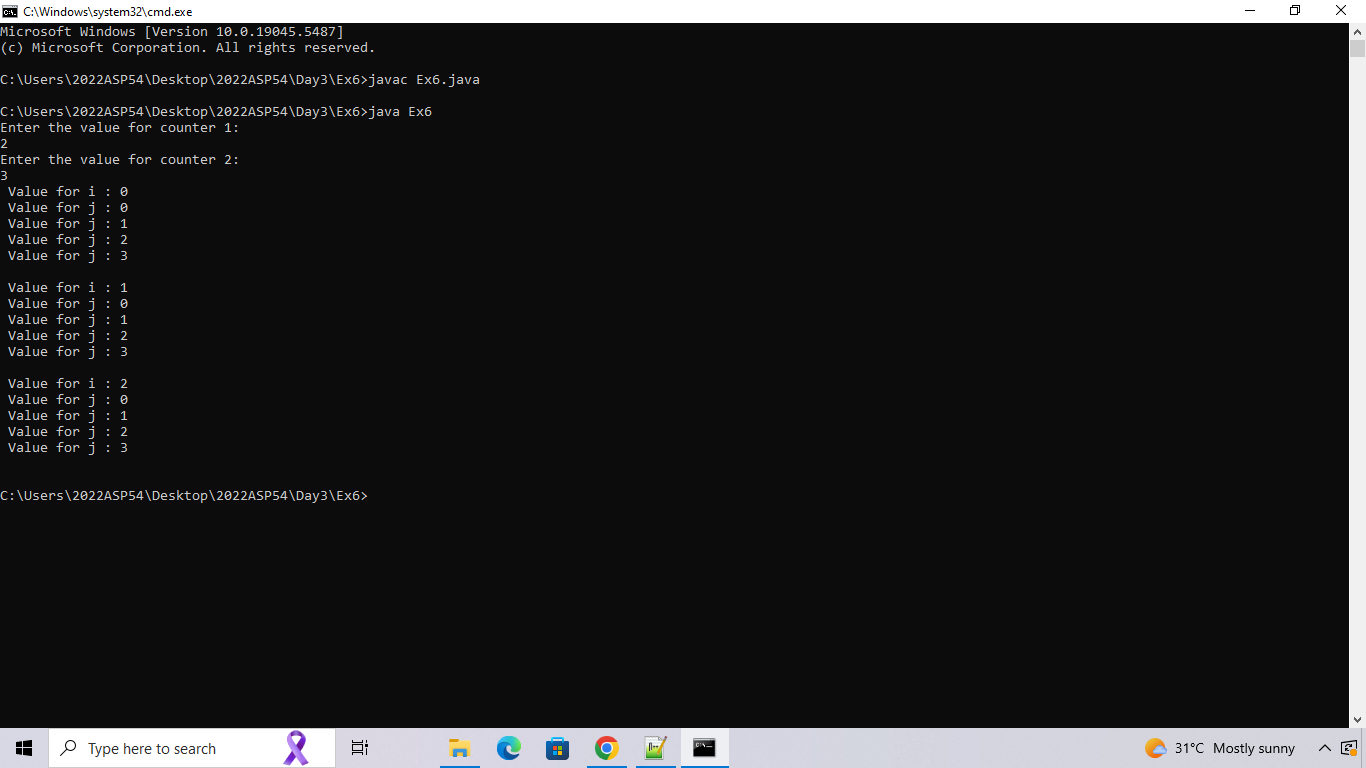 C:\Windows\system32\cmd.exe
Microsoft Windows [Version 10.0.19045.5487]
(c) Microsoft Corporation. All rights reserved.
C:\Users\2022ASP54\Desktop\2022ASP54\Day3\Ex6>javac Ex6.java
C:\Users\2022ASP54\Desktop\2022ASP54\Day3\Ex6>java Ex6
Enter the value for counter 1:
2
Enter the value for counter 2:
3
Value for i : 0
Value for j : 0
Value for j : 1
Value for j : 2
Value for j : 3
Value for i : 1
Value for j : 0
Value for j : 1
Value for j : 2
Value for j : 3
Value for i : 2
Value for j : 0
Value for j : 1
Value for j : 2
Value for j : 3
C:\Users\2022ASP54\Desktop\2022ASP54\Day3\Ex6>
Type here to search
31°C Mostly sunny